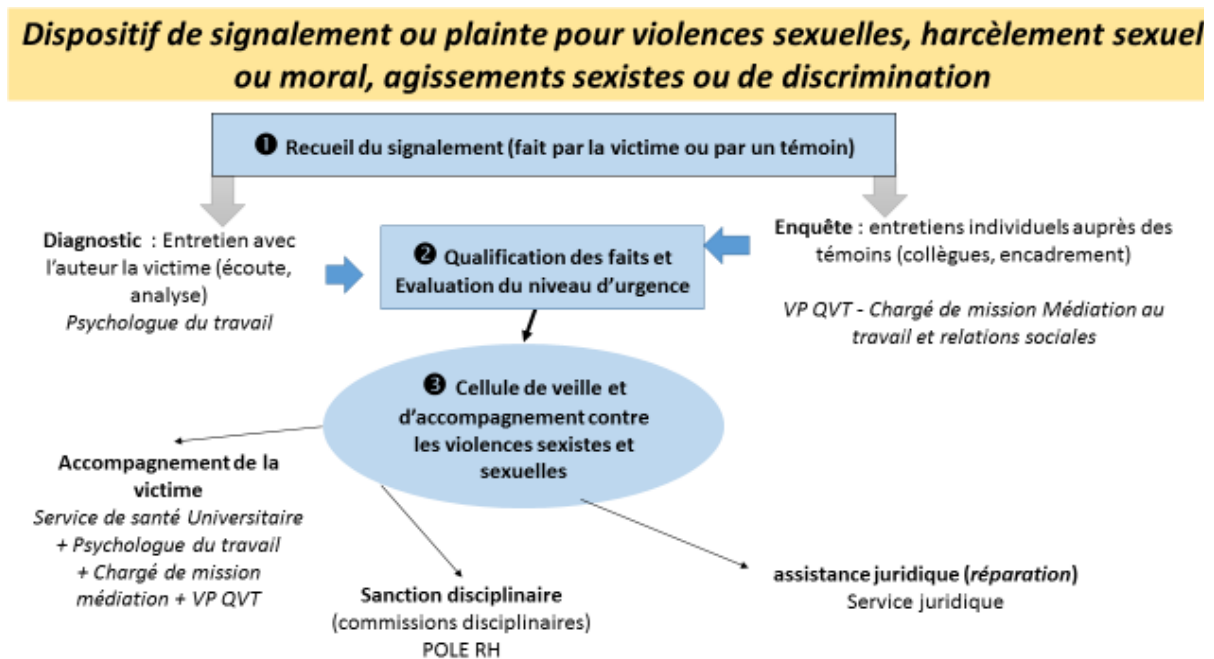 Dispositif de signalement ou plainte pour violences sexuelles, harcèlement sexuel
ou moral, agissements sexistes ou de discrimination
❶ Recueil du signalement (fait par la victime ou par un témoin)
Diagnostic : Entretien avec
l'auteur la victime (écoute,
analyse)
Psychologue du travail
❷ Qualification des faits et
Evaluation du niveau d'urgence
Enquête : entretiens individuels auprès des
témoins (collègues, encadrement)
VP QVT - Chargé de mission Médiation au
travail et relations sociales
❸ Cellule de veille et
d'accompagnement contre
les violences sexistes et
sexuelles
Accompagnement de la
victime
Service de santé Universitaire
+ Psychologue du travail
+ Chargé de mission
médiation + VP QVT
Sanction disciplinaire
(commissions disciplinaires)
POLE RH
assistance juridique (réparation)
Service juridique